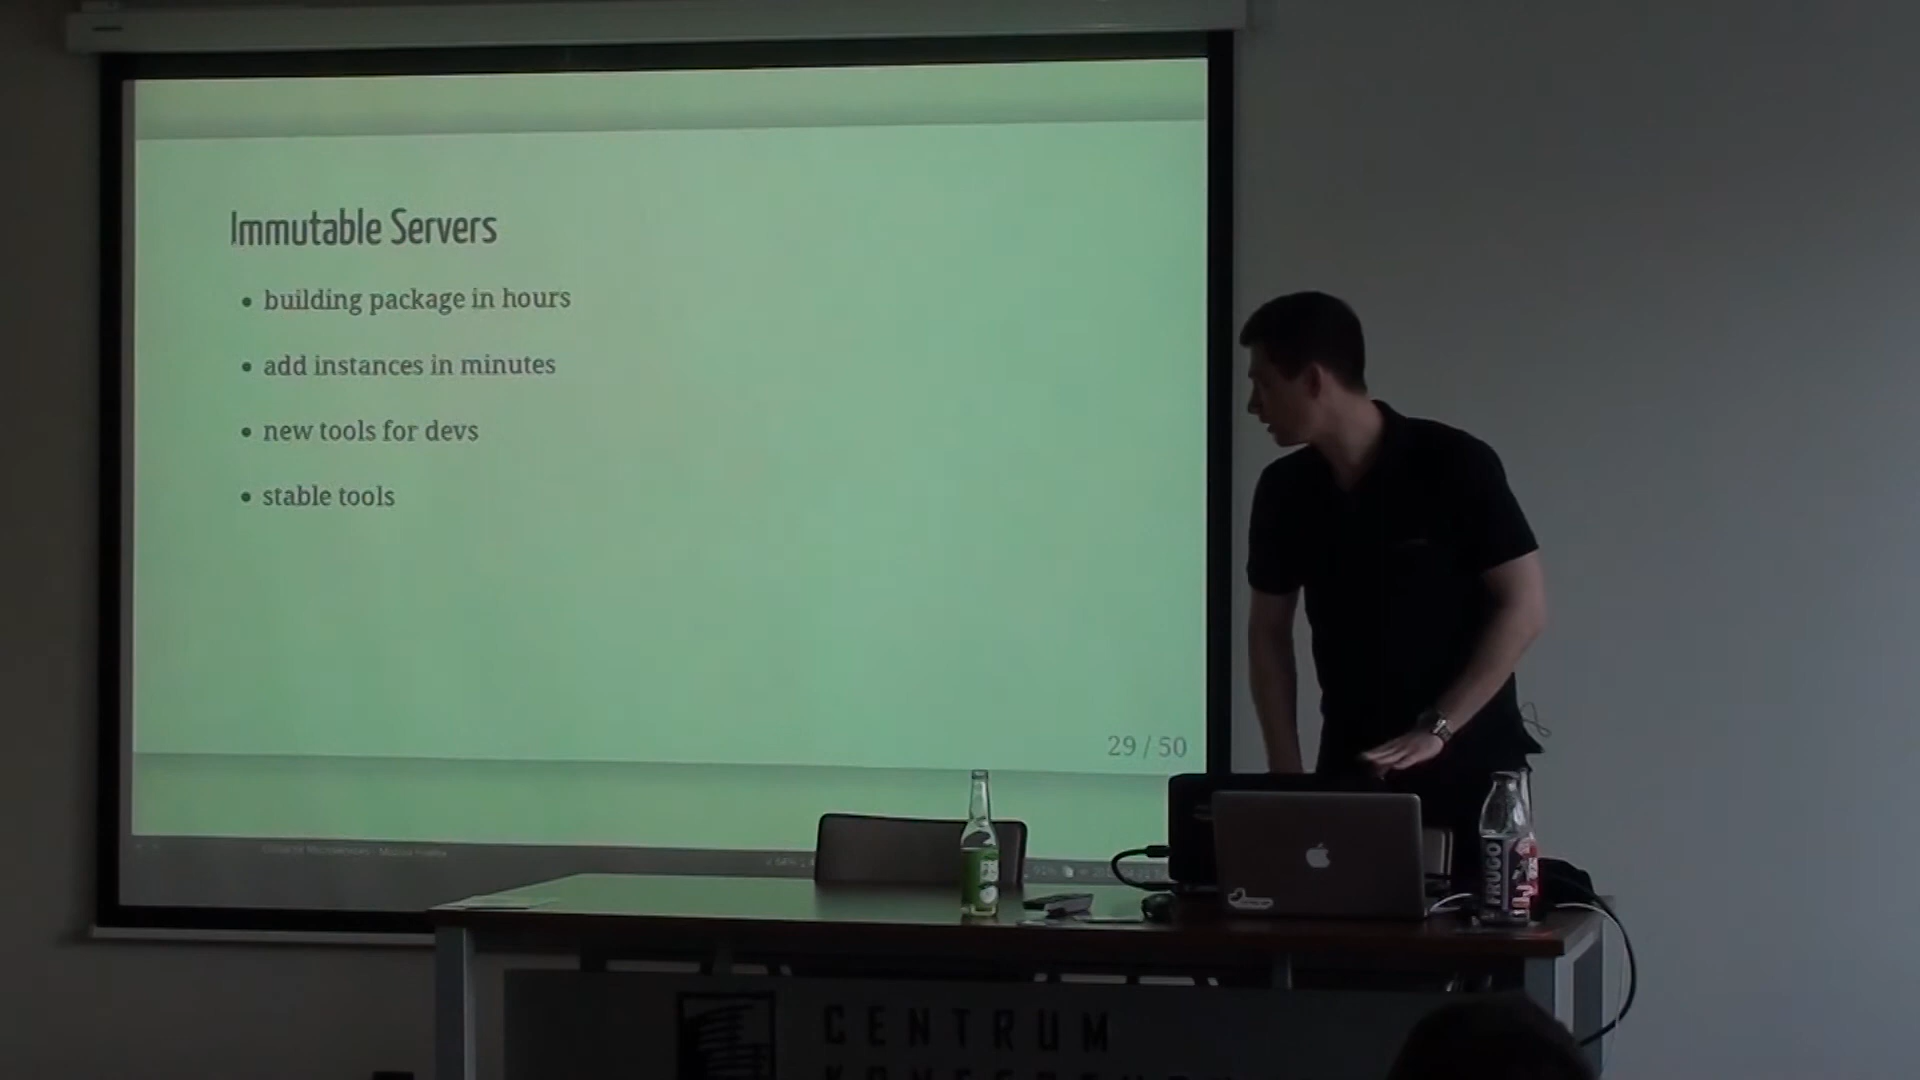 Immutable Servers
• building package in hours
• add instances in minutes
• new tools for devs
• stable tools
29 / 50
FRUGO
CENTRUM